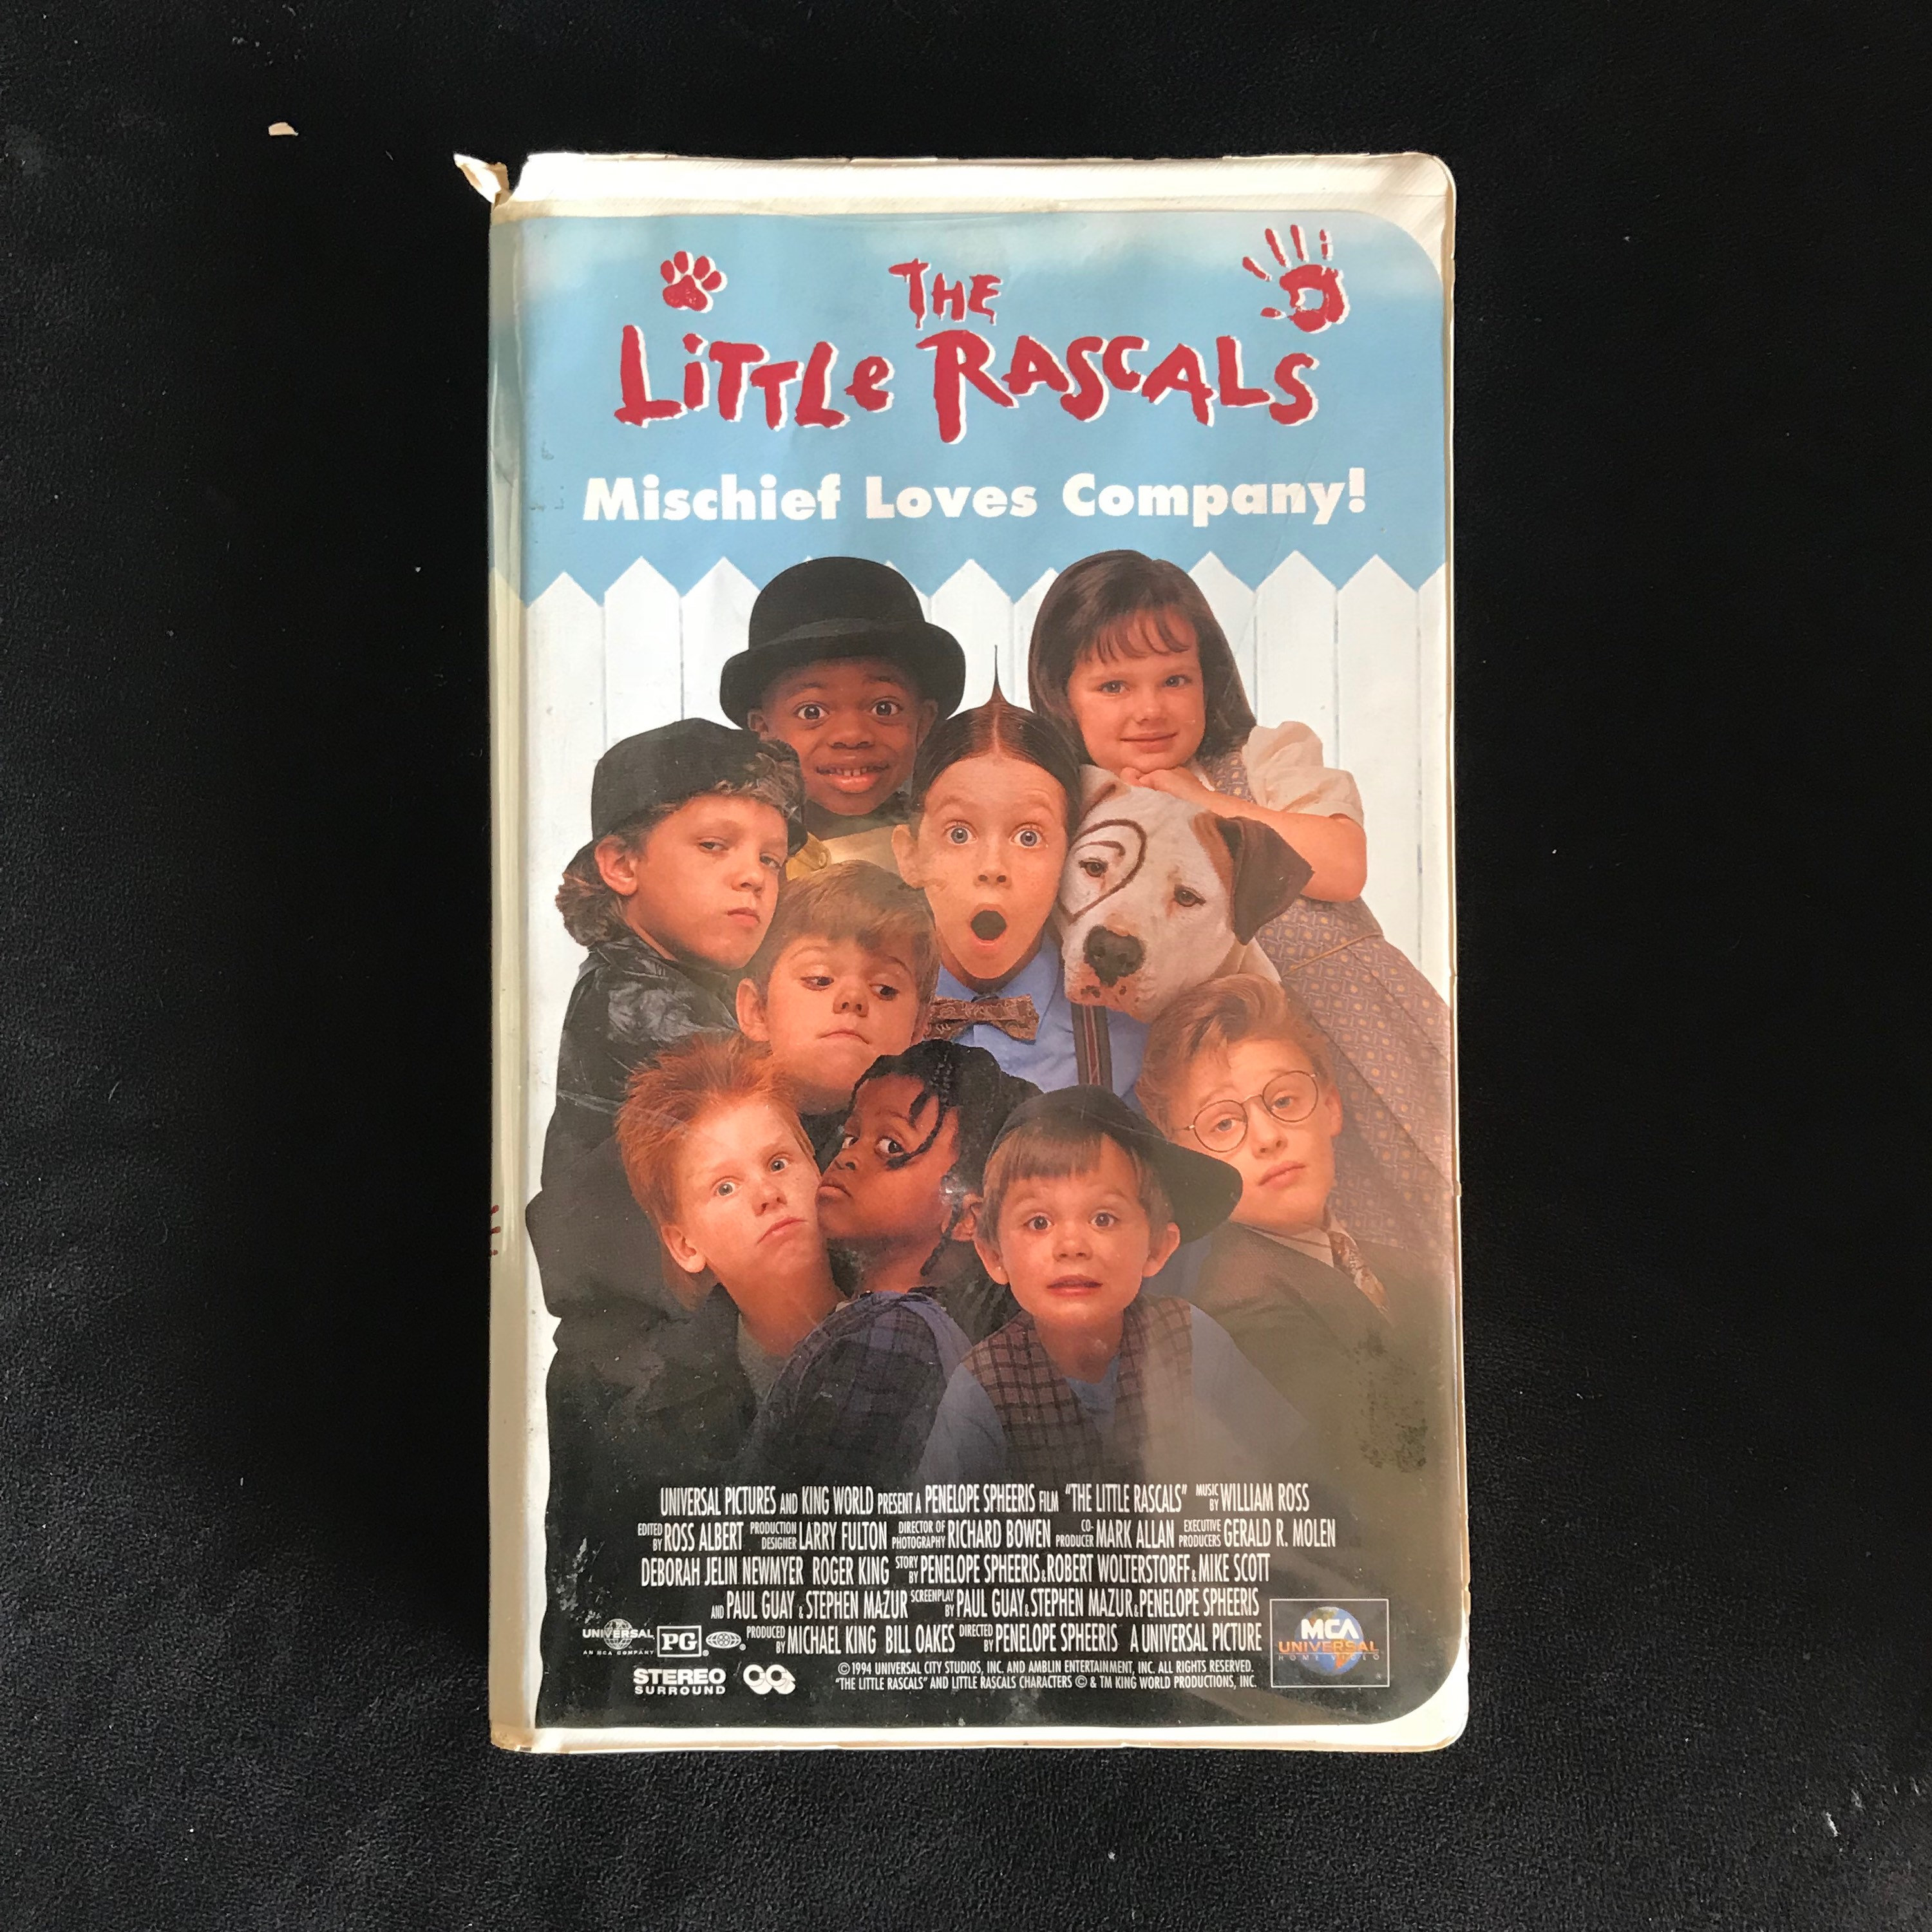 THE
LiTTLe RASCALS
Mischief Loves Company!
UNIVERSAL PICTURES AND KING WORLD PRESENT A PENELOPE SPHEERIS FILM "THE LITTLE RASCALS" MUSIC BY WILLIAM ROSS
EDITED BY ROSS ALBERT PRODUCTION DESIGNER LARRY FULTON DIRECTOR OF PHOTOGRAPHY RICHARD BOWEN CO-PRODUCER MARK ALLAN EXECUTIVE PRODUCERS GERALD R. MOLEN
DEBORAH JELIN NEWMYER ROGER KING STORY BY PENELOPE SPHEERIS & ROBERT WOLTERSTORFF & MIKE SCOTT
AND PAUL GUAY & STEPHEN MAZUR SCREENPLAY BY PAUL GUAY & STEPHEN MAZUR & PENELOPE SPHEERIS
UNIVERSAL
AN MCA COMPANY
PG
®
®
PRODUCED BY MICHAEL KING BILL OAKES DIRECTED BY PENELOPE SPHEERIS A UNIVERSAL PICTURE
STEREO
SURROUND
©1994 UNIVERSAL CITY STUDIOS, INC. AND AMBLIN ENTERTAINMENT, INC. ALL RIGHTS RESERVED.
"THE LITTLE RASCALS" AND LITTLE RASCALS CHARACTERS © & TM KING WORLD PRODUCTIONS, INC.
MCA
UNIVERSAL
HOME VIDEO